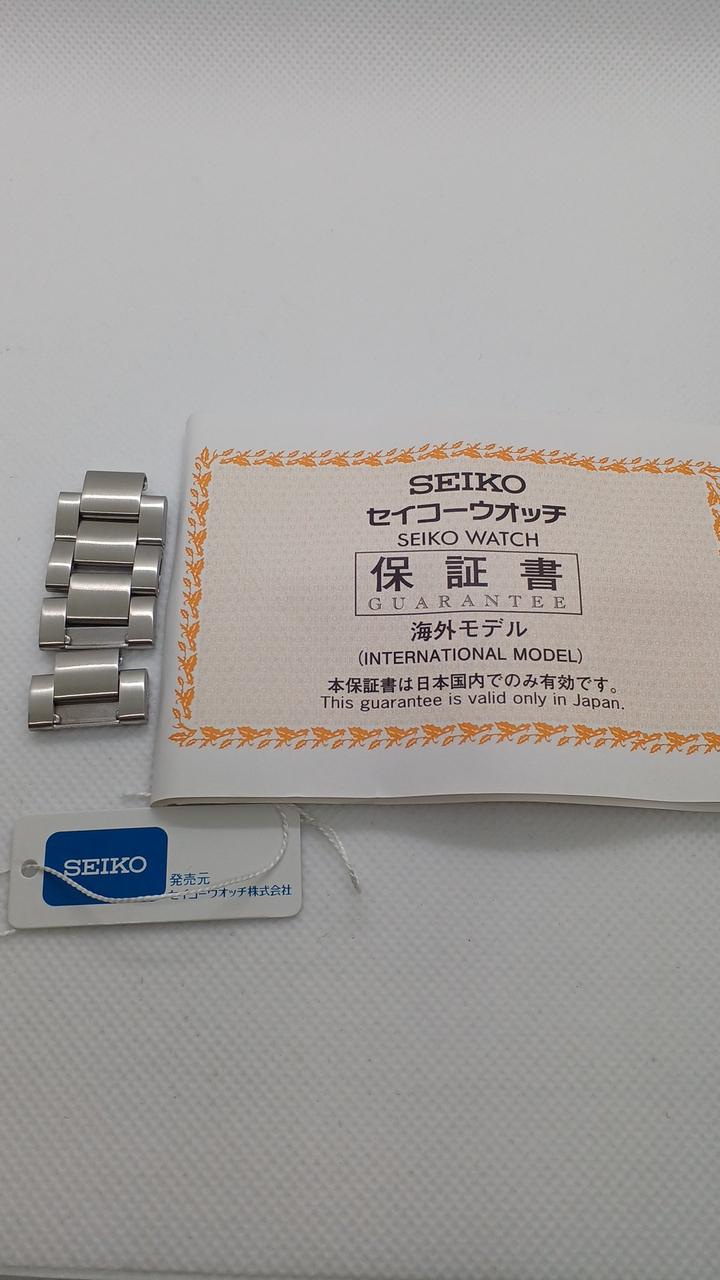 SEIKO
セイコーウオッチ
SEIKO WATCH
保証書
GUARANTEE
海外モデル
(INTERNATIONAL MODEL)
本保証書は日本国内でのみ有効です。
This guarantee is valid only in Japan.
SEIKO
発売元
セイコーウオッチ株式会社